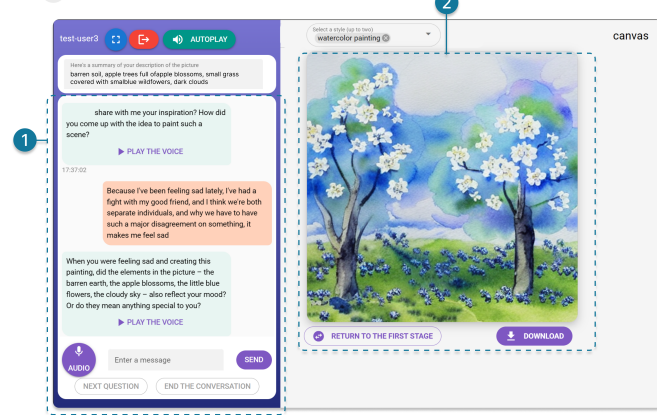 2
test-user3
AUTOPLAY
Select a style (up to two)
watercolor painting
canvas
Here's a summary of your description of the picture
barren soil, apple trees full ofapple blossoms, small grass
covered with smalblue wildflowers, dark clouds
1
share with me your inspiration? How did
you come up with the idea to paint such a
scene?
PLAY THE VOICE
17:37:02
Because I've been feeling sad lately, I've had a
fight with my good friend, and I think we're both
separate individuals, and why we have to have
such a major disagreement on something, it
makes me feel sad
When you were feeling sad and creating this
painting, did the elements in the picture – the
barren earth, the apple blossoms, the little blue
flowers, the cloudy sky – also reflect your mood?
Or do they mean anything special to you?
PLAY THE VOICE
AUDIO
Enter a message
SEND
NEXT QUESTION
END THE CONVERSATION
RETURN TO THE FIRST STAGE
DOWNLOAD